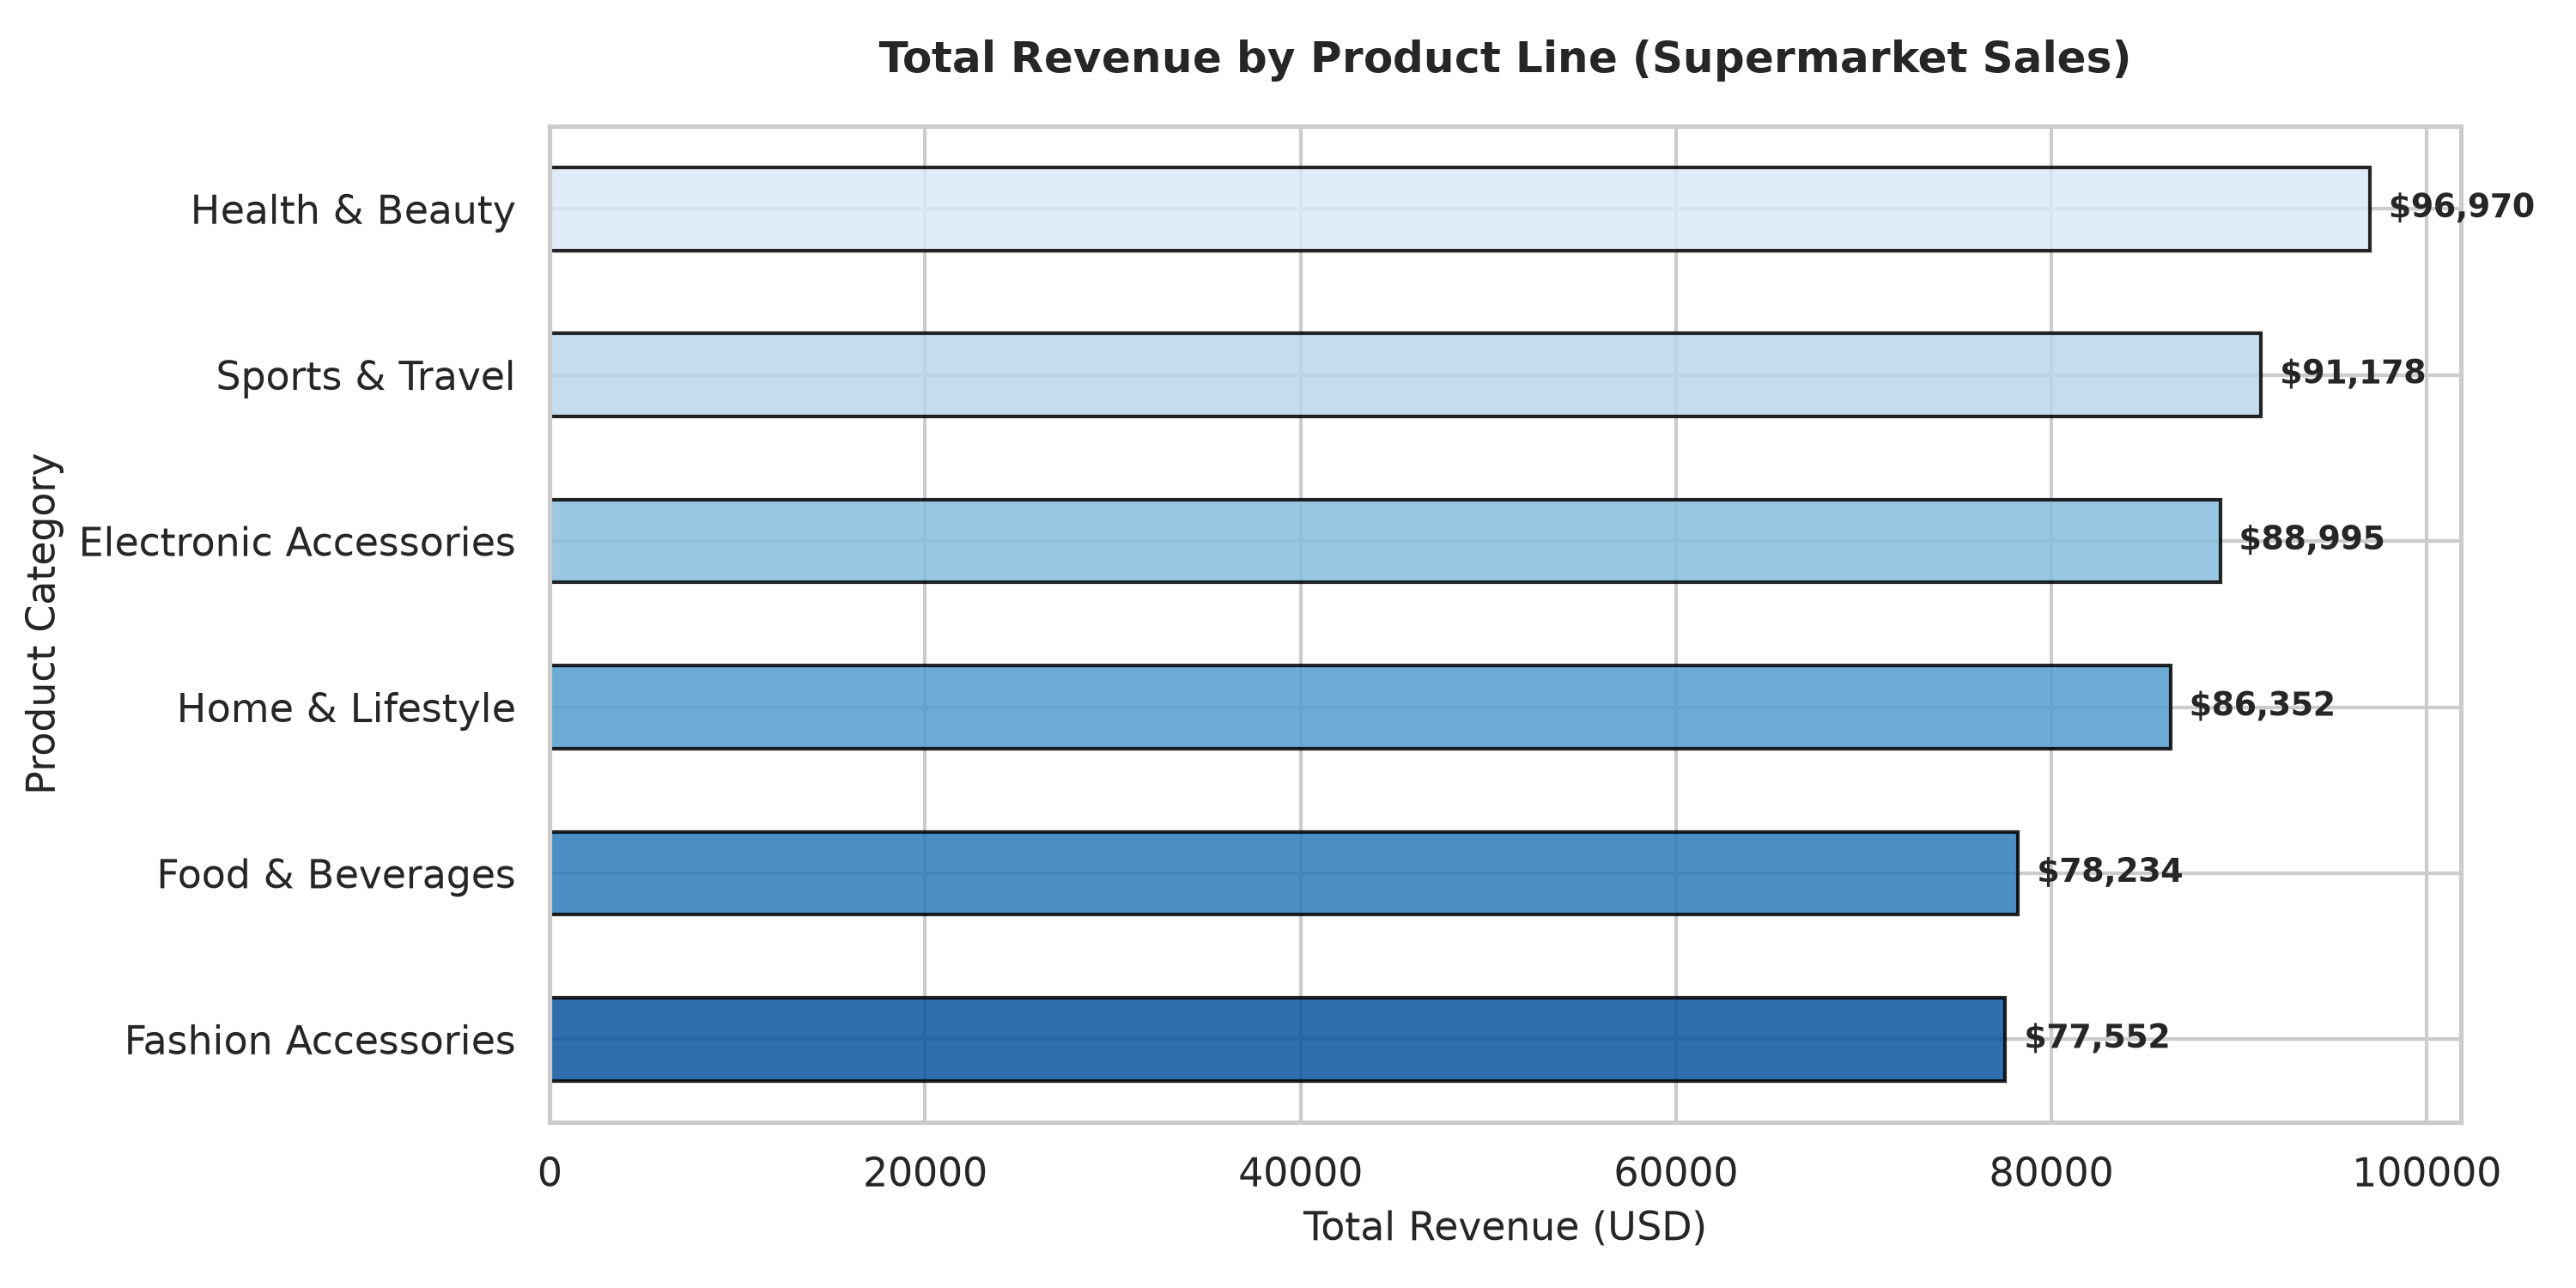 Total Revenue by Product Line (Supermarket Sales)
Product Category
Health & Beauty
$96,970
Sports & Travel
$91,178
Electronic Accessories
$88,995
Home & Lifestyle
$86,352
Food & Beverages
$78,234
Fashion Accessories
$77,552
0 20000 40000 60000 80000 100000
Total Revenue (USD)